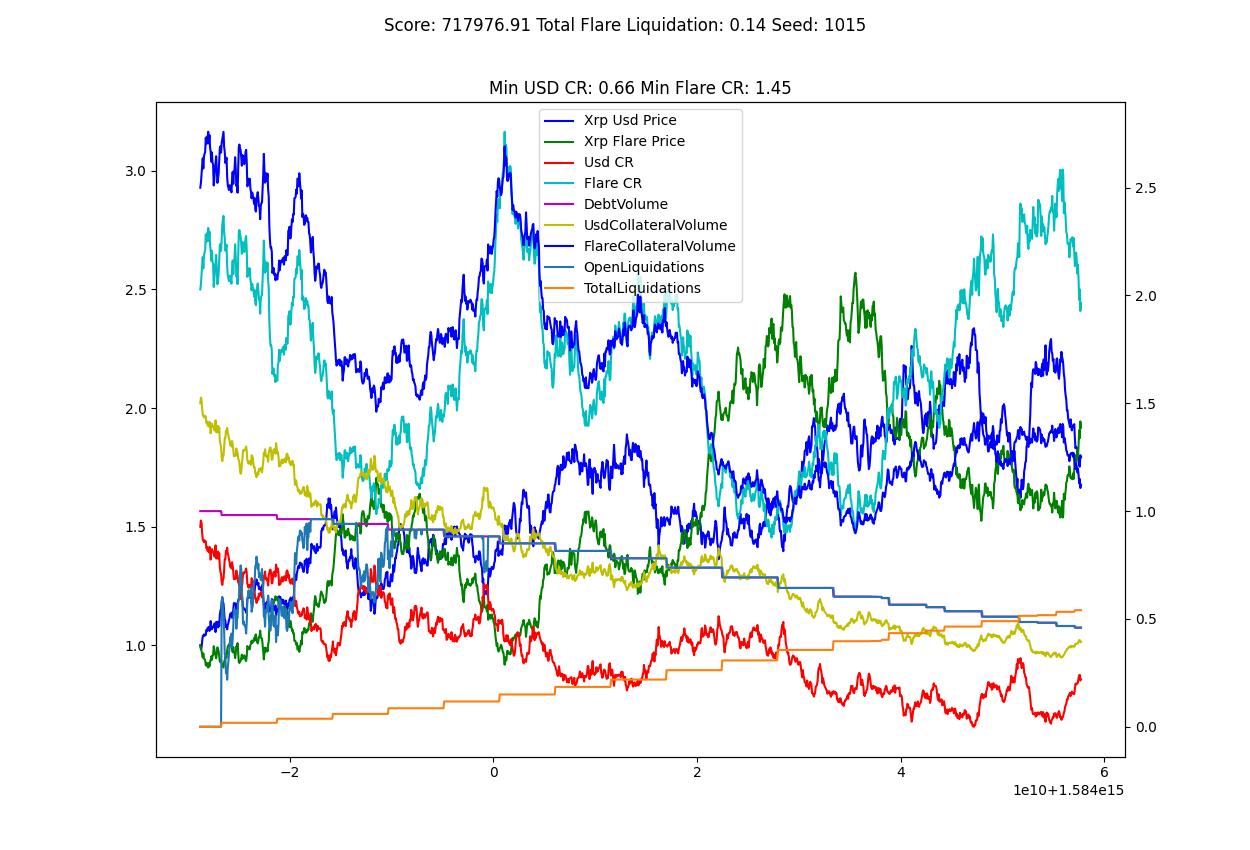 Score: 717976.91 Total Flare Liquidation: 0.14 Seed: 1015
Min USD CR: 0.66 Min Flare CR: 1.45
Xrp Usd Price
Xrp Flare Price
Usd CR
Flare CR
DebtVolume
UsdCollateralVolume
FlareCollateralVolume
OpenLiquidations
TotalLiquidations
3.0
2.5
2.0
1.5
1.0
2.5
2.0
1.5
1.0
0.5
0.0
−2 0 2 4 6
1e10+1.584e15